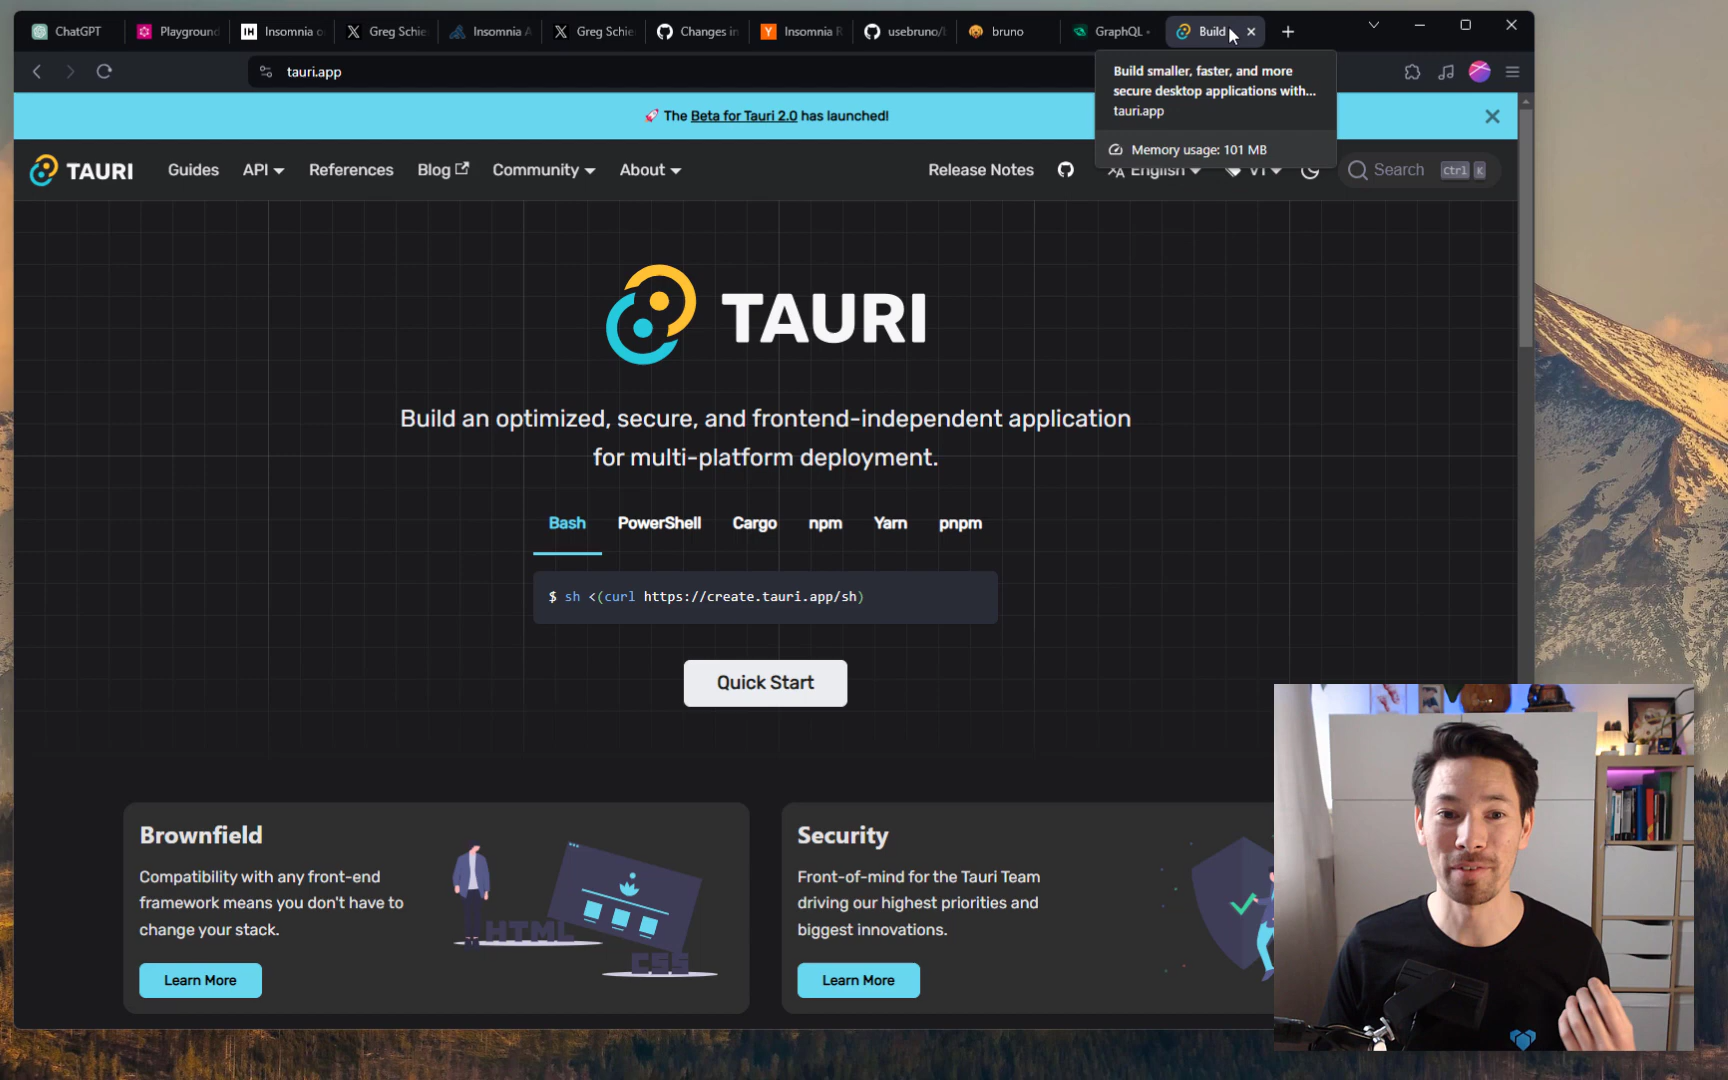 ChatGPT
Playground
IH
Insomnia o
Greg Schie
Insomnia A
Greg Schie
Changes in
Insomnia R
usebruno/
bruno
GraphQL
Build
tauri.app
Build smaller, faster, and more
secure desktop applications with...
tauri.app
Memory usage: 101 MB
🚀 The Beta for Tauri 2.0 has launched!
TAURI
Guides
API
References
Blog
Community
About
Release Notes
English
V1
Search
Ctrl
K
TAURI
Build an optimized, secure, and frontend-independent application
for multi-platform deployment.
Bash
PowerShell
Cargo
npm
Yarn
pnpm
$ sh <(curl https://create.tauri.app/sh)
Quick Start
Brownfield
Compatibility with any front-end
framework means you don't have to
change your stack.
HTML
CSS
Learn More
Security
Front-of-mind for the Tauri Team
driving our highest priorities and
biggest innovations.
Learn More